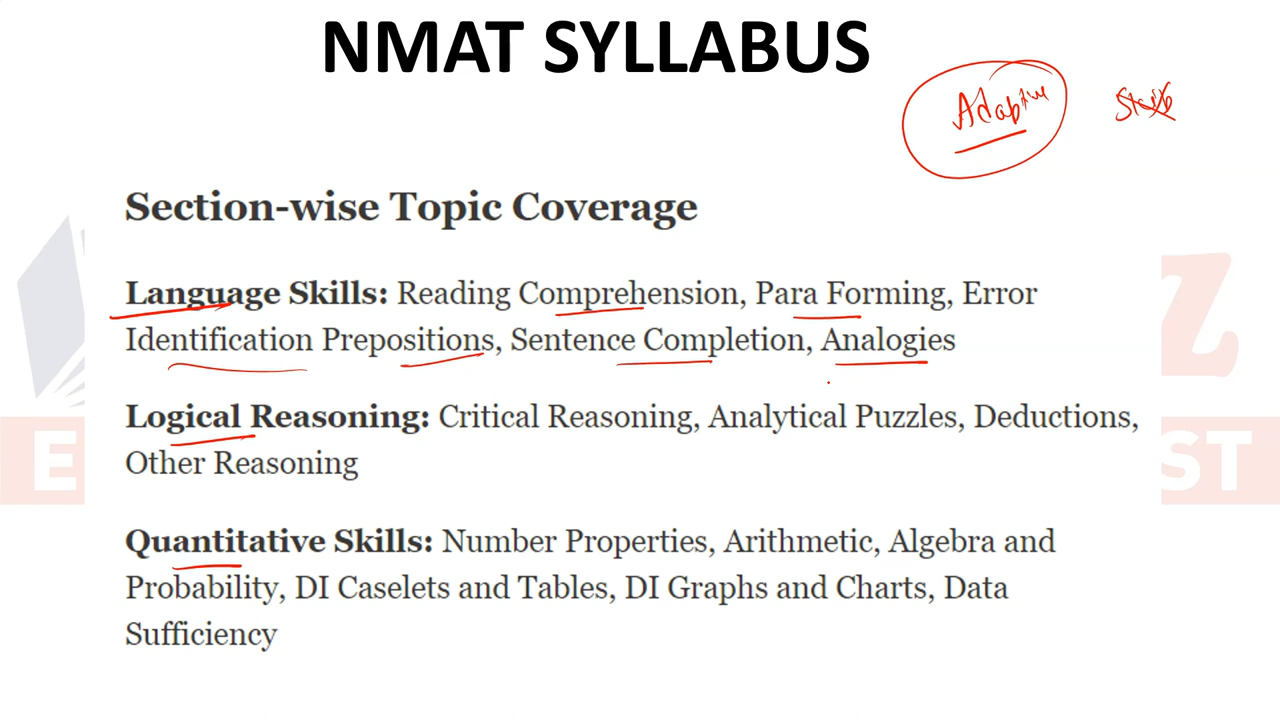 NMAT SYLLABUS
Adaptive
Section-wise Topic Coverage
Language Skills: Reading Comprehension, Para Forming, Error
Identification Prepositions, Sentence Completion, Analogies
Logical Reasoning: Critical Reasoning, Analytical Puzzles, Deductions,
Other Reasoning
Quantitative Skills: Number Properties, Arithmetic, Algebra and
Probability, DI Caselets and Tables, DI Graphs and Charts, Data
Sufficiency
Z
E
ST